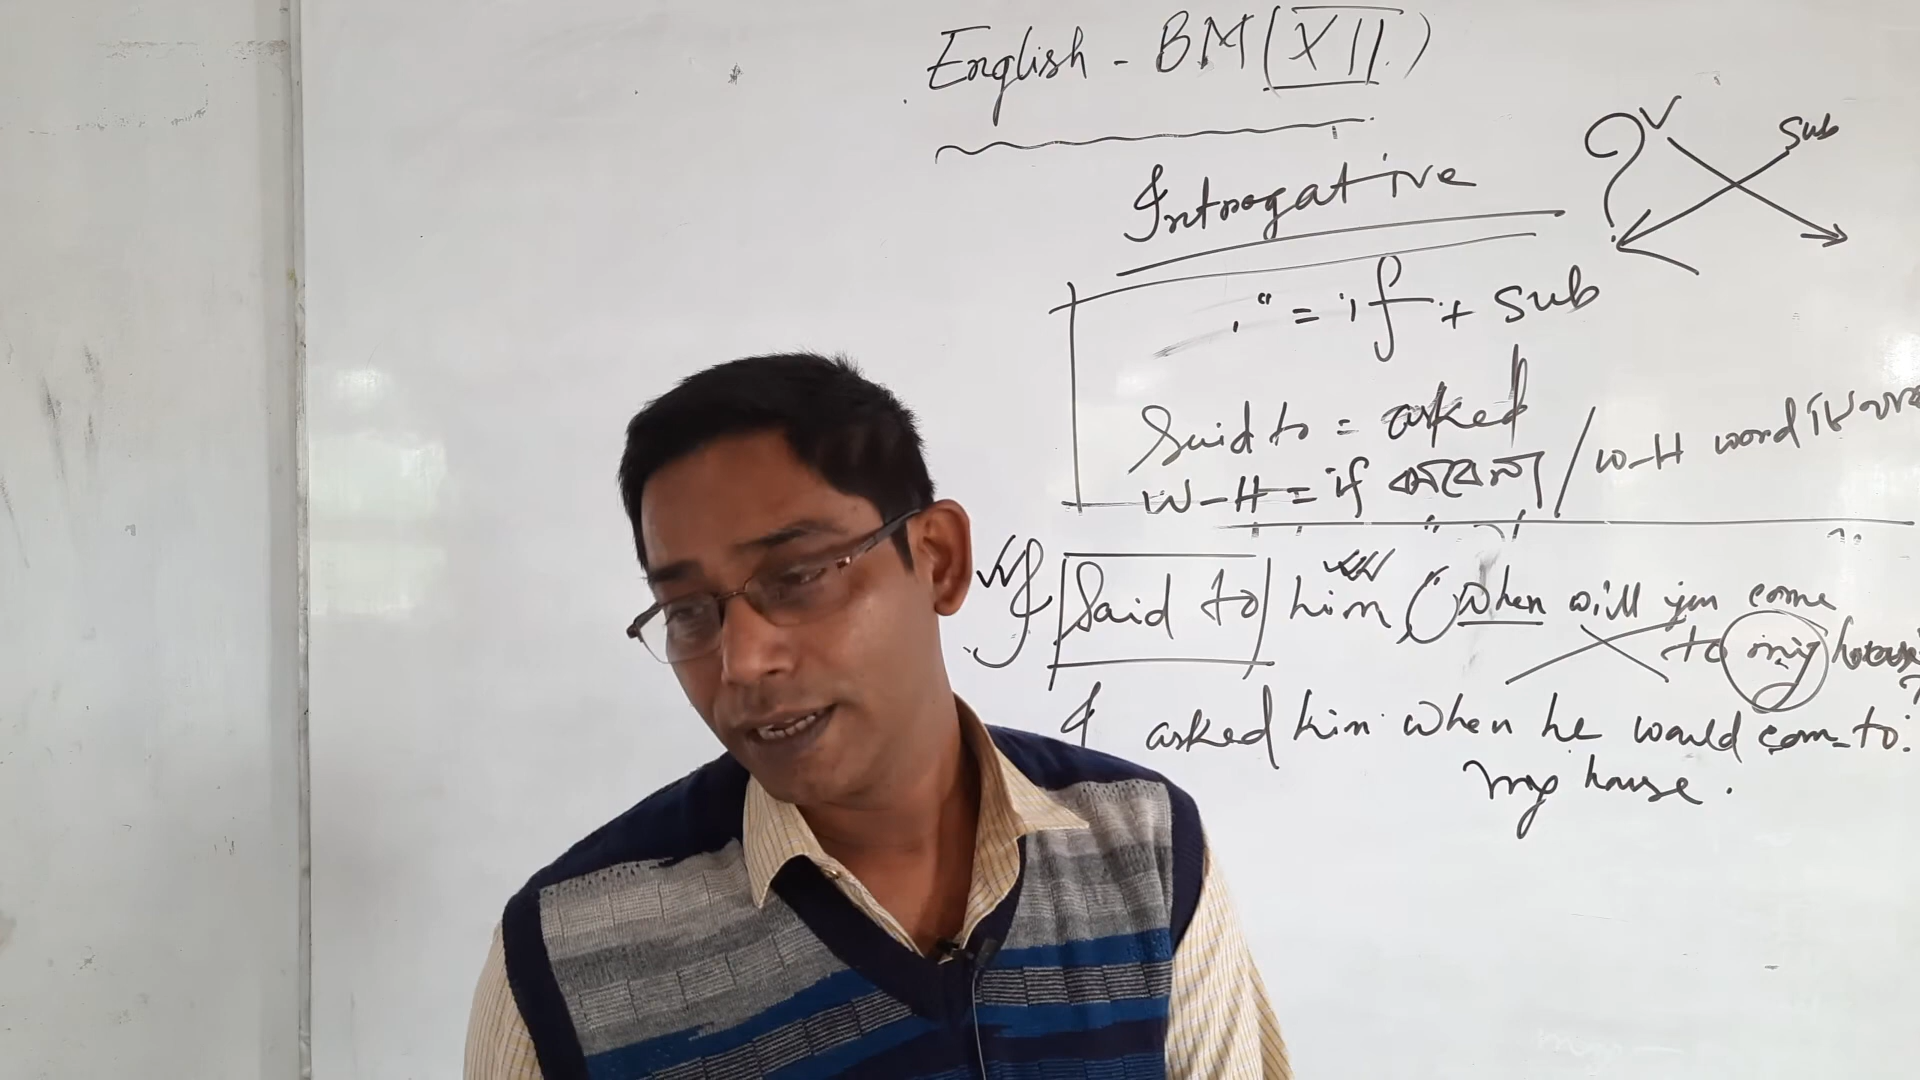 English - BM (XII)
V Sub
Introgative
" = if + Sub
Said to = asked
W-H = if বসবেনা / W-H word
I Said to him, "When will you come
to my house?
I asked him when he would come to
my house.